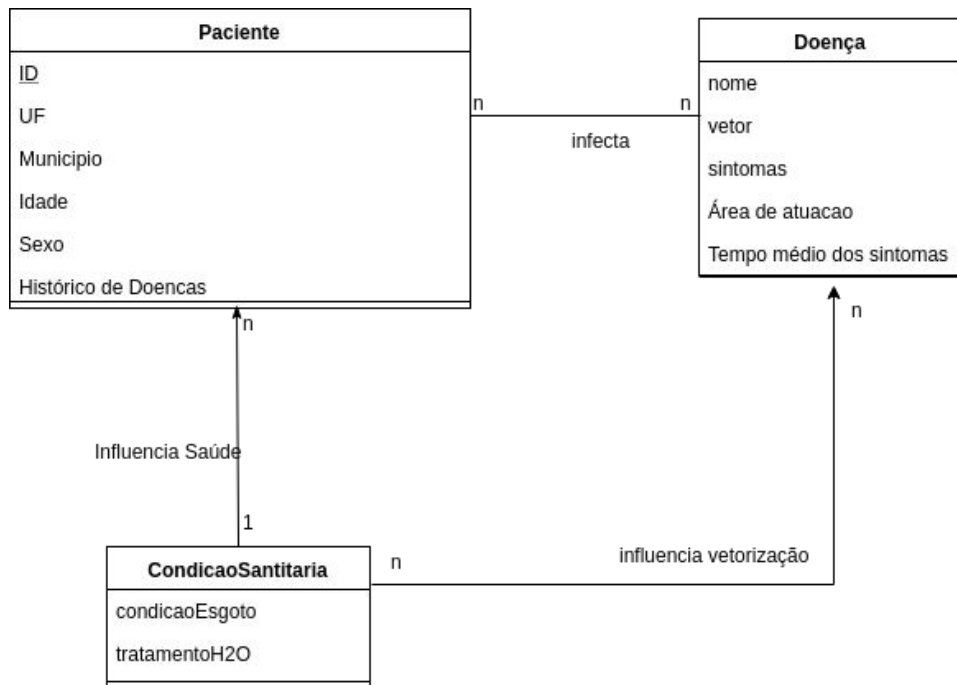 Paciente
ID
UF
Municipio
Idade
Sexo
Histórico de Doencas
n
n
infecta
Doença
nome
vetor
sintomas
Área de atuacao
Tempo médio dos sintomas
n
n
Influencia Saúde
1
n
influencia vetorização
CondicaoSantitaria
condicaoEsgoto
tratamentoH2O